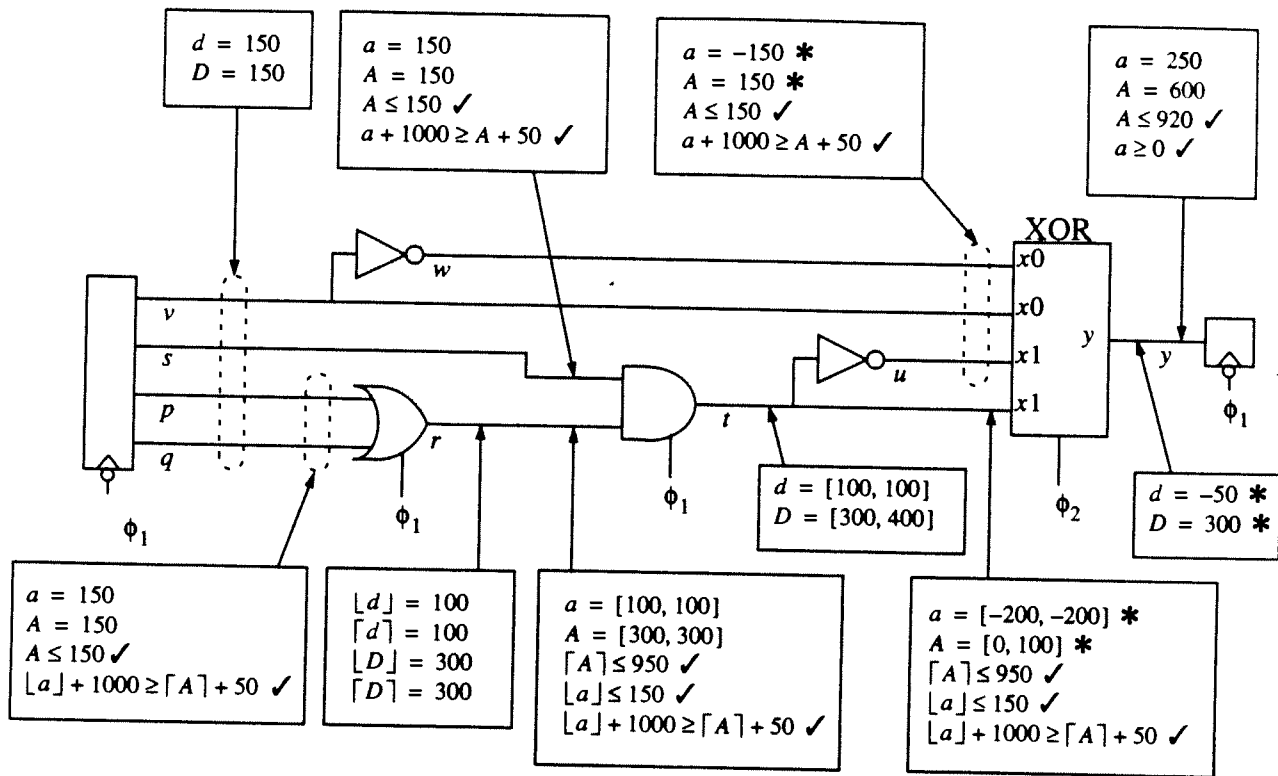 d = 150
D = 150
a = 150
A = 150
A ≤ 150 ✓
a + 1000 ≥ A + 50 ✓
a = −150 ✱
A = 150 ✱
A ≤ 150 ✓
a + 1000 ≥ A + 50 ✓
a = 250
A = 600
A ≤ 920 ✓
a ≥ 0 ✓
XOR
w
x0
v
x0
s
u
x1
y
y
p
r
t
x1
q
ϕ1
ϕ1
ϕ1
ϕ2
ϕ1
d = [100, 100]
D = [300, 400]
d = −50 ✱
D = 300 ✱
a = 150
A = 150
A ≤ 150 ✓
⌊a⌋ + 1000 ≥ ⌈A⌉ + 50 ✓
⌊d⌋ = 100
⌈d⌉ = 100
⌊D⌋ = 300
⌈D⌉ = 300
a = [100, 100]
A = [300, 300]
⌈A⌉ ≤ 950 ✓
⌊a⌋ ≤ 150 ✓
⌊a⌋ + 1000 ≥ ⌈A⌉ + 50 ✓
a = [−200, −200] ✱
A = [0, 100] ✱
⌈A⌉ ≤ 950 ✓
⌊a⌋ ≤ 150 ✓
⌊a⌋ + 1000 ≥ ⌈A⌉ + 50 ✓